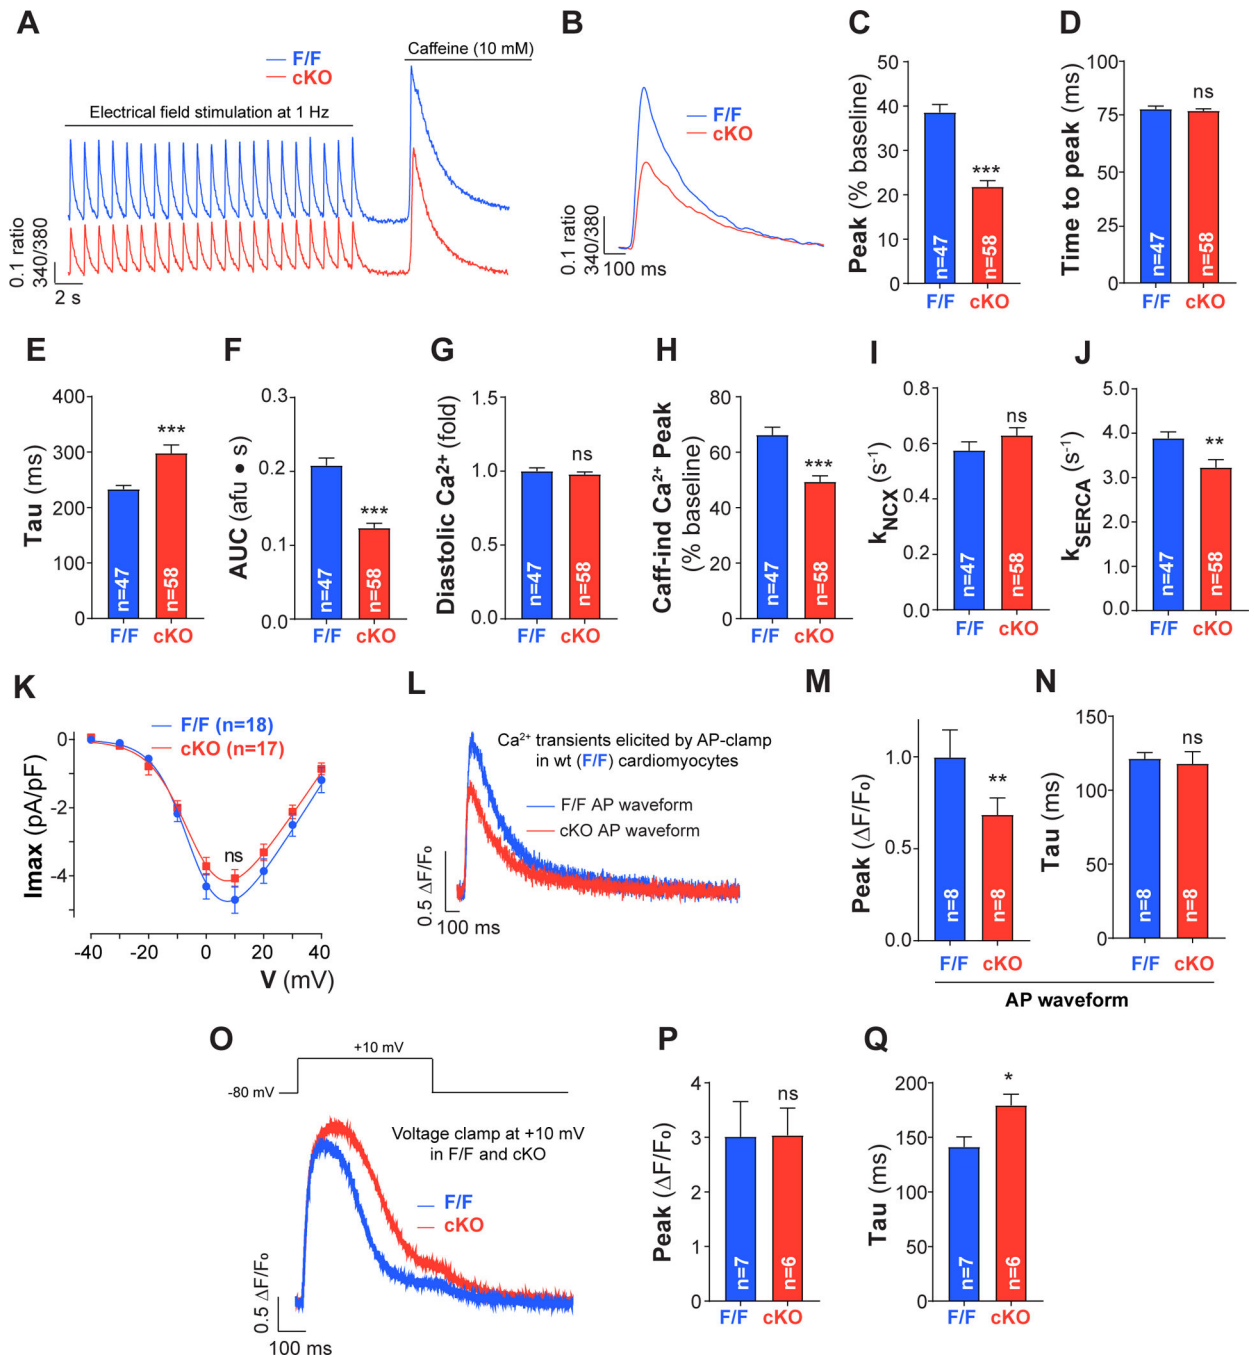 A
F/F
cKO
Caffeine (10 mM)
Electrical field stimulation at 1 Hz
0.1 ratio
340/380
2 s
B
F/F
cKO
0.1 ratio
340/380
100 ms
C
Peak (% baseline)
50
40
30
20
10
0
***
n=47
n=58
F/F
cKO
D
Time to peak (ms)
100
75
50
25
0
ns
n=47
n=58
F/F
cKO
E
Tau (ms)
400
300
200
100
0
***
n=47
n=58
F/F
cKO
F
AUC (afu • s)
0.3
0.2
0.1
0.0
***
n=47
n=58
F/F
cKO
G
Diastolic Ca²⁺ (fold)
1.5
1.0
0.5
0.0
ns
n=47
n=58
F/F
cKO
H
Caff-ind Ca²⁺ Peak
(% baseline)
80
60
40
20
0
***
n=47
n=58
F/F
cKO
I
kNCX (s⁻¹)
0.8
0.6
0.4
0.2
0.0
ns
n=47
n=58
F/F
cKO
J
kSERCA (s⁻¹)
5.0
4.0
3.0
2.0
1.0
0.0
**
n=47
n=58
F/F
cKO
K
F/F (n=18)
cKO (n=17)
Imax (pA/pF)
0
-2
-4
ns
-40
-20
0
20
40
V (mV)
L
Ca²⁺ transients elicited by AP-clamp
in wt (F/F) cardiomyocytes
F/F AP waveform
cKO AP waveform
0.5 ΔF/F₀
100 ms
M
Peak (ΔF/F₀)
1.0
0.5
0.0
**
n=8
n=8
F/F
cKO
N
Tau (ms)
150
100
50
0
ns
n=8
n=8
F/F
cKO
AP waveform
O
+10 mV
-80 mV
Voltage clamp at +10 mV
in F/F and cKO
F/F
cKO
0.5 ΔF/F₀
100 ms
P
Peak (ΔF/F₀)
4
3
2
1
0
ns
n=7
n=6
F/F
cKO
Q
Tau (ms)
200
150
100
50
0
*
n=7
n=6
F/F
cKO